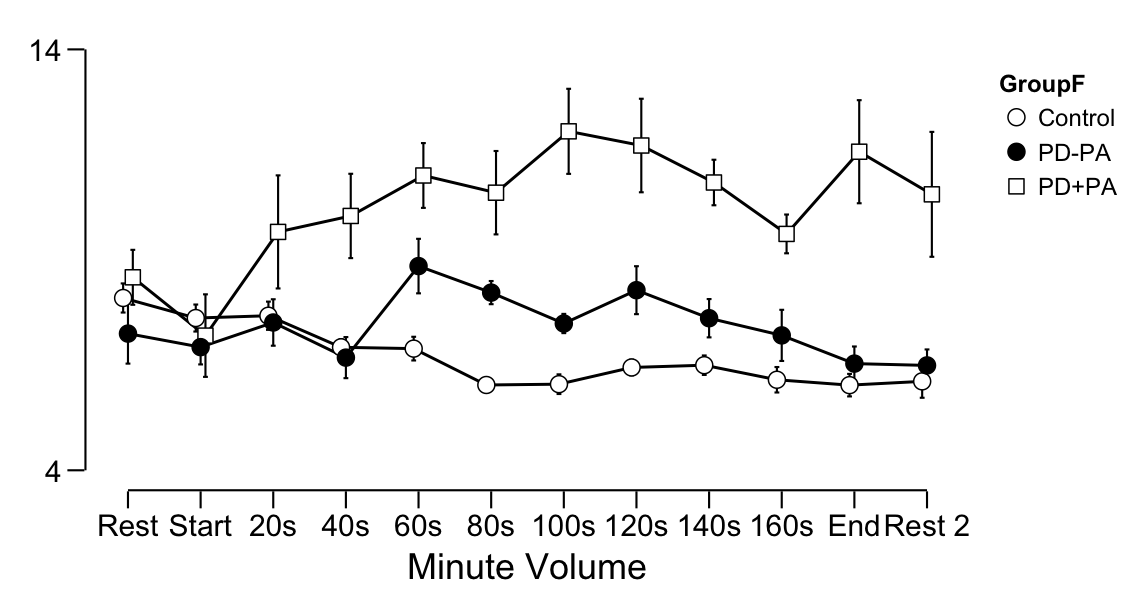 14
4
GroupF
Control
PD-PA
PD+PA
Rest Start 20s 40s 60s 80s 100s 120s 140s 160s End Rest 2
Minute Volume